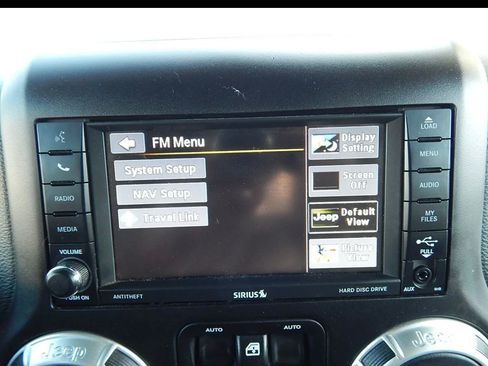 FM Menu
System Setup
NAV Setup
Travel Link
Display
Setting
Screen
Off
Jeep
Default
View
Picture
View
RADIO
MEDIA
VOLUME
PUSH ON
LOAD
MENU
AUDIO
MY
FILES
PULL
AUX
ANTITHEFT
SIRIUS
HARD DISC DRIVE
AUTO
AUTO
Jeep
Jeep